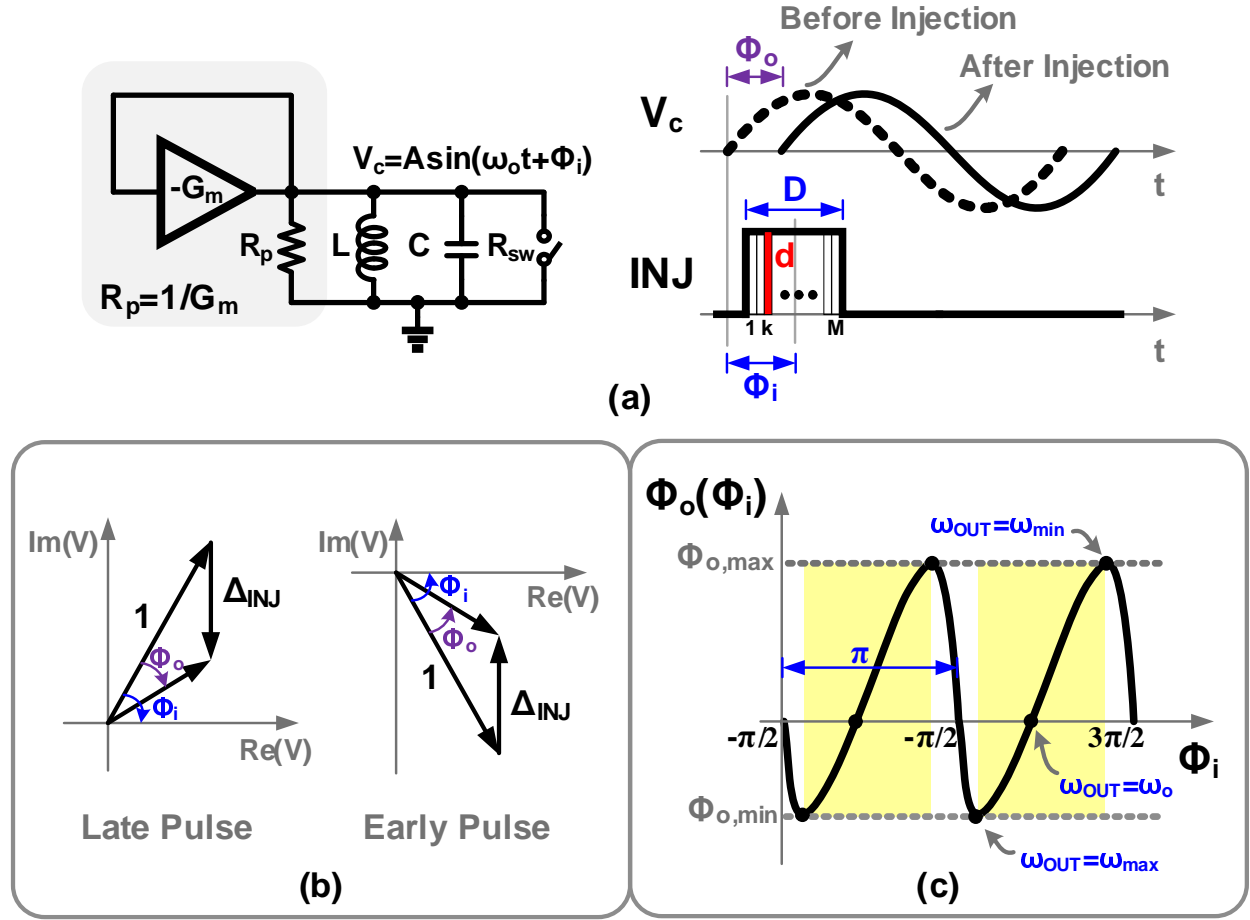 Before Injection
Φo
After Injection
Vc
t
-Gm
Vc=Asin(ωot+Φi)
Rp
L
C
Rsw
Rp=1/Gm
D
INJ
d
1 k
M
t
Φi
(a)
Im(V)
1
ΔINJ
Φo
Φi
Re(V)
Late Pulse
Im(V)
Φi
Re(V)
Φo
1
ΔINJ
Early Pulse
(b)
Φo(Φi)
ωOUT=ωmin
Φo,max
π
-π/2
-π/2
3π/2
Φi
ωOUT=ωo
Φo,min
ωOUT=ωmax
(c)